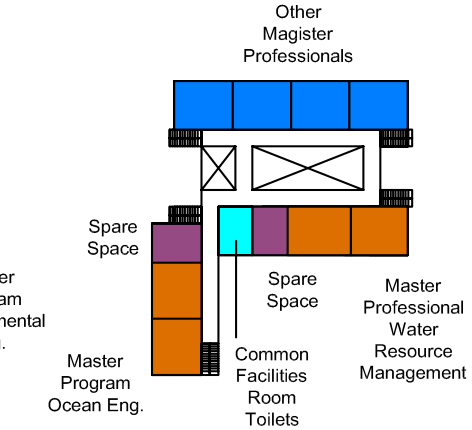 Other
Magister
Professionals
Spare
Space
Spare
Space
Master
Professional
Water
Resource
Management
Common
Facilities
Room
Toilets
Master
Program
Ocean Eng.